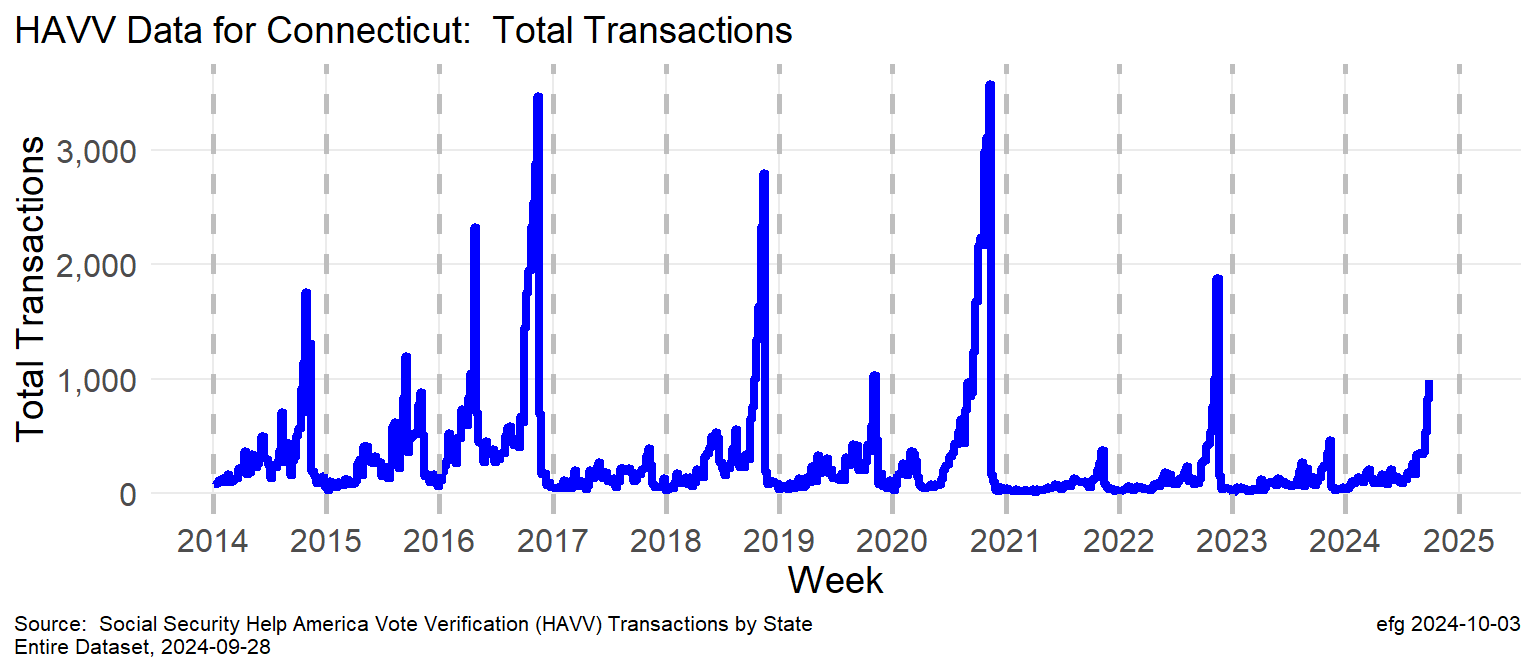 HAVV Data for Connecticut:  Total Transactions
Total Transactions
3,000
2,000
1,000
0
2014 2015 2016 2017 2018 2019 2020 2021 2022 2023 2024 2025
Week
Source:  Social Security Help America Vote Verification (HAVV) Transactions by State
Entire Dataset, 2024-09-28
efg 2024-10-03